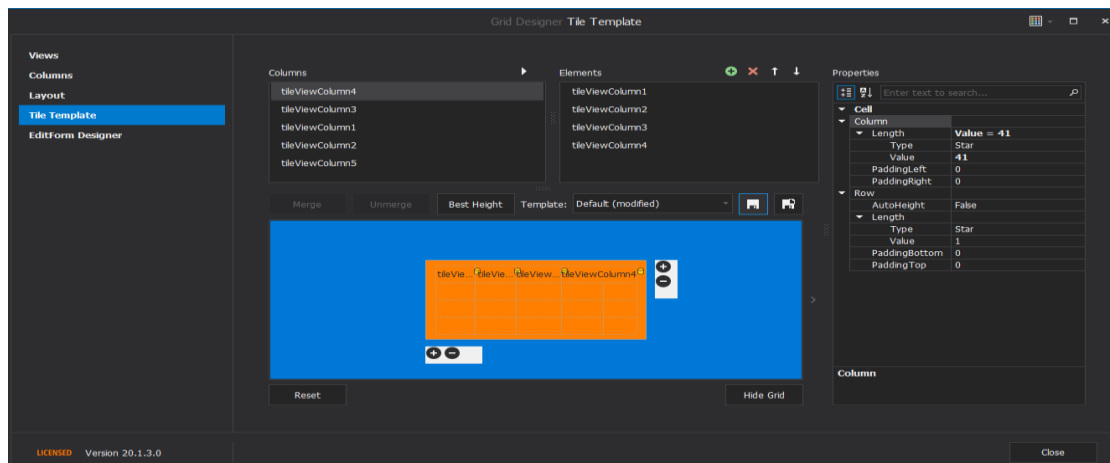 Grid Designer Tile Template
Views
Columns
Layout
Tile Template
EditForm Designer
Columns
tileViewColumn4
tileViewColumn3
tileViewColumn1
tileViewColumn2
tileViewColumn5
Elements
tileViewColumn1
tileViewColumn2
tileViewColumn3
tileViewColumn4
Merge Unmerge Best Height Template: Default (modified)
tileVie... tileVie... tileView... tileViewColumn4
Reset Hide Grid
Properties
Enter text to search...
Cell
Column
Length Value = 41
Type Star
Value 41
PaddingLeft 0
PaddingRight 0
Row
AutoHeight False
Length
Type Star
Value 1
PaddingBottom 0
PaddingTop 0
Column
LICENSED Version 20.1.3.0
Close